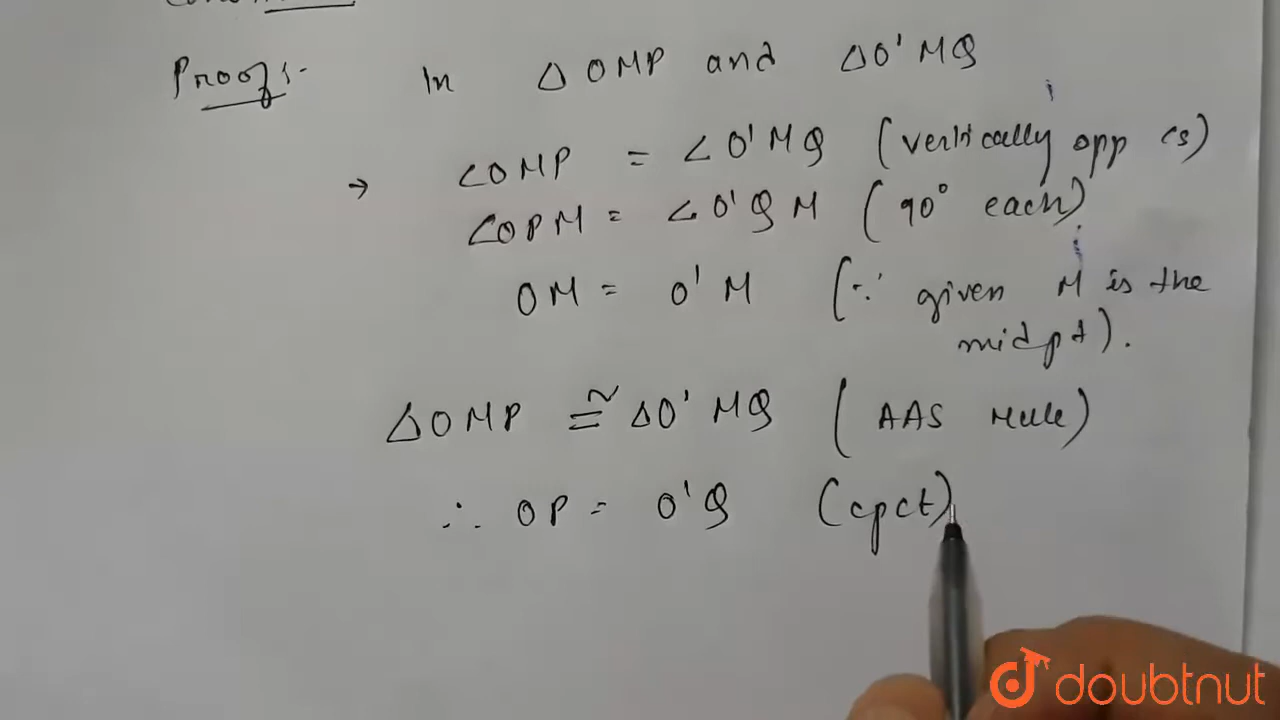 Proof:-
In △ OMP and △O'MQ
→ ∠OMP = ∠O'MQ (vertically opp ∠s)
∠OPM = ∠O'QM (90° each)
OM = O'M (∵ given M is the
midpt).
△OMP ≅ △O'MQ (AAS rule)
∴ OP = O'Q (cpct)
doubtnut